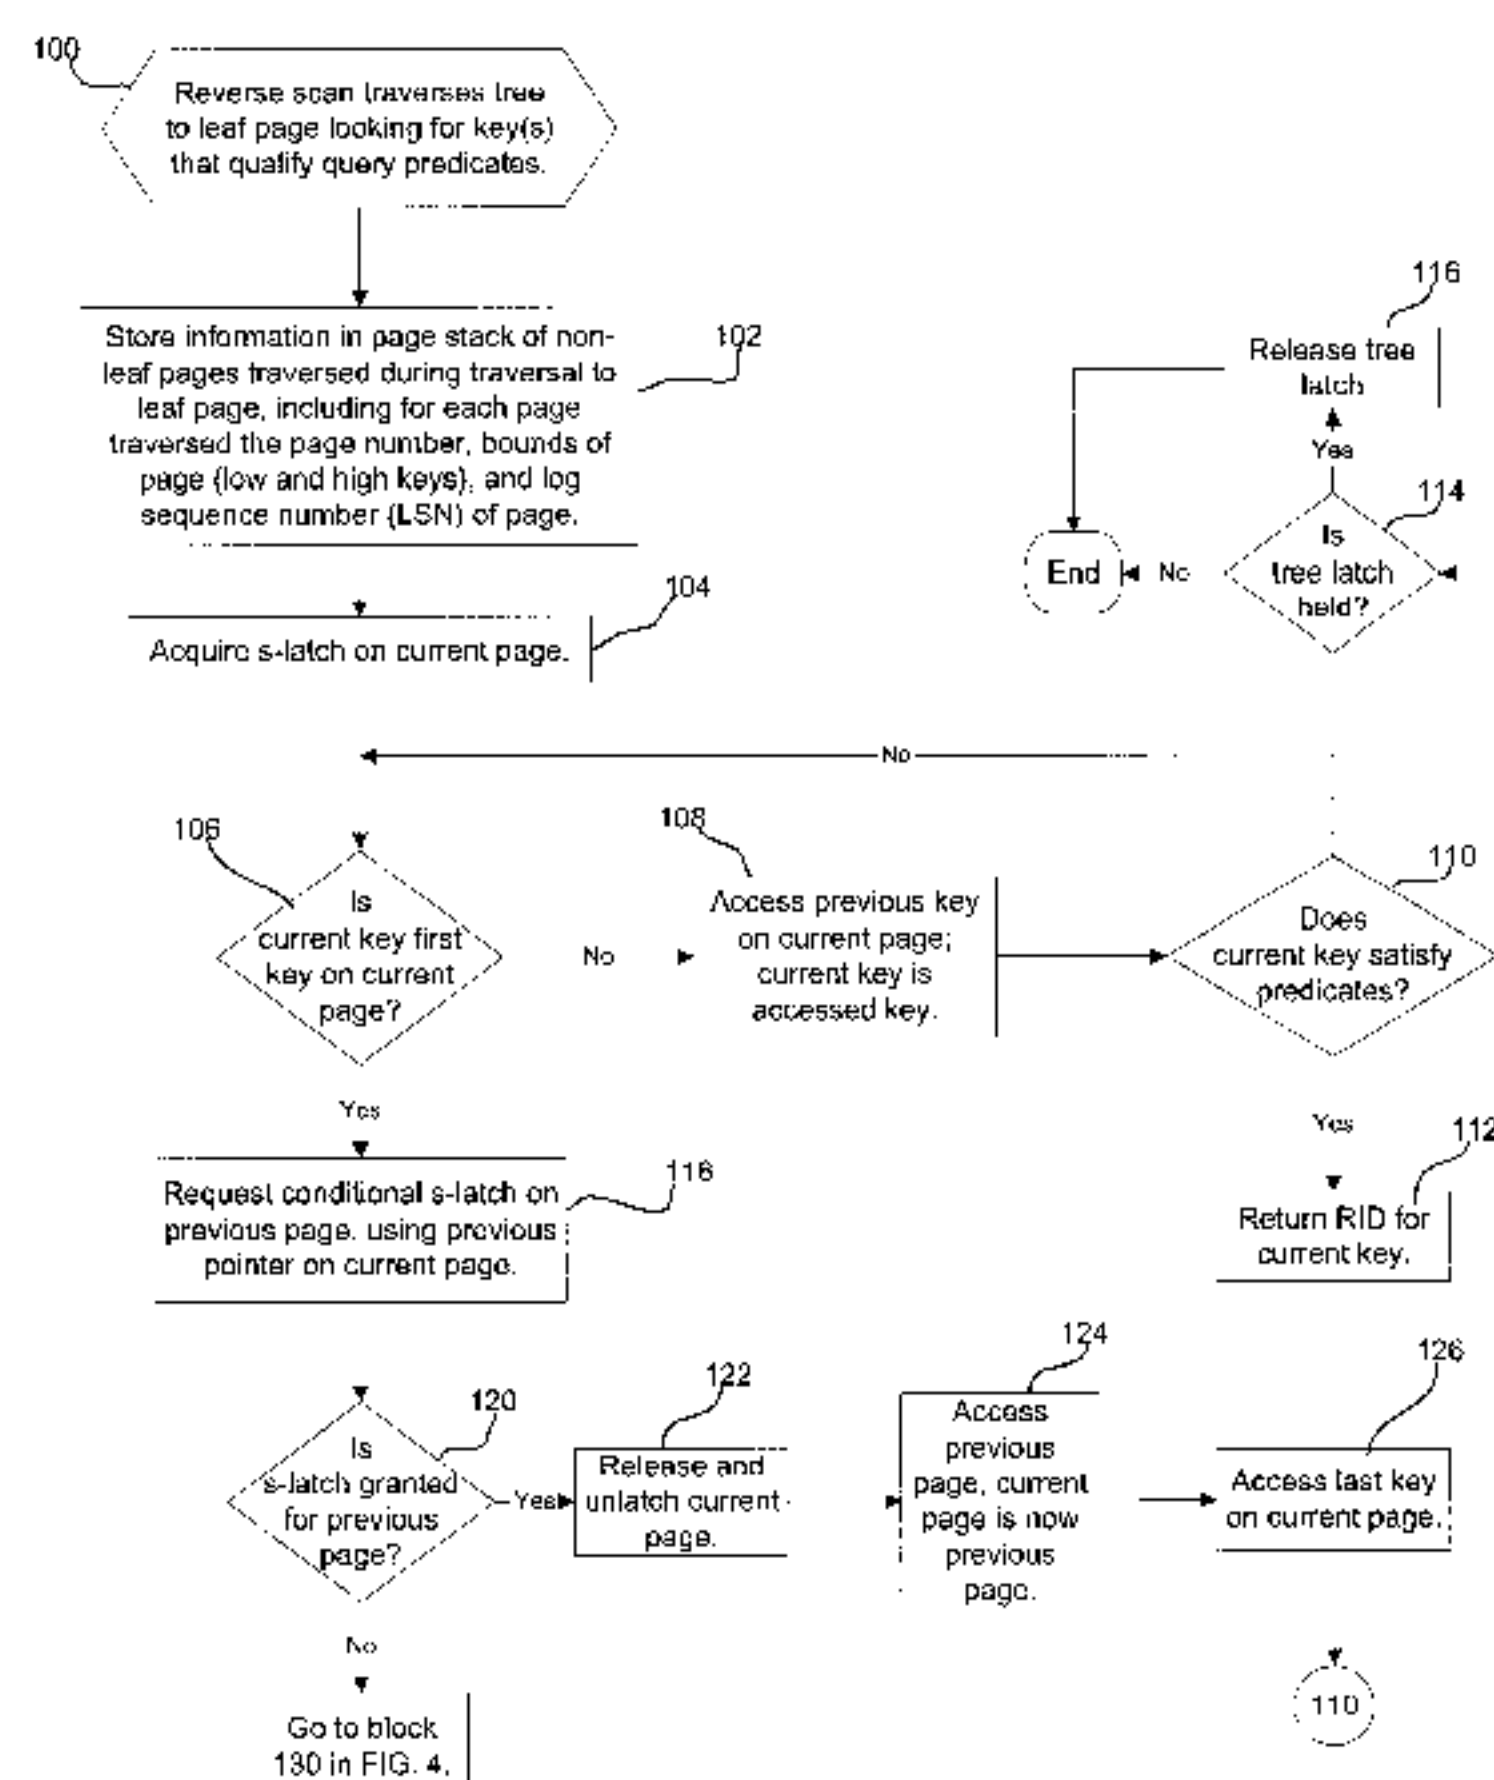 100
Reverse scan traverses tree
to leaf page looking for key(s)
that qualify query predicates.
Store information in page stack of non-
leaf pages traversed during traversal to
leaf page, including for each page
traversed the page number, bounds of
page (low and high keys), and log
sequence number (LSN) of page.
102
116
Release tree
latch
Yes
114
Is
tree latch
held?
No
End
104
Acquire s-latch on current page.
No
106
Is
current key first
key on current
page?
No
108
Access previous key
on current page;
current key is
accessed key.
110
Does
current key satisfy
predicates?
Yes
Yes
112
Return RID for
current key.
116
Request conditional s-latch on
previous page, using previous
pointer on current page.
120
Is
s-latch granted
for previous
page?
Yes
122
Release and
unlatch current
page.
124
Access
previous
page, current
page is now
previous
page.
126
Access last key
on current page.
No
110
Go to block
130 in FIG. 4.